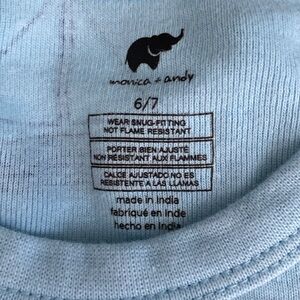 monica + andy
6/7
WEAR SNUG-FITTING
NOT FLAME RESISTANT
PORTER BIEN AJUSTÉ
NON RÉSISTANT AUX FLAMMES
CALCE AJUSTADO NO ES
RESISTENTE A LAS LLAMAS
made in India
fabriqué en Inde
hecho en India